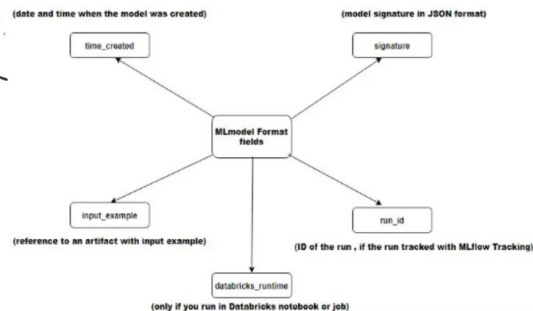 (date and time when the model was created)
(model signature in JSON format)
time_created
signature
MLmodel Format
fields
input_example
run_id
(reference to an artifact with input example)
(ID of the run , if the run tracked with MLflow Tracking)
databricks_runtime
(only if you run in Databricks notebook or job)